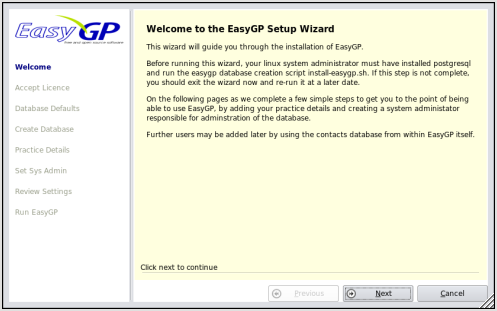 Easy GP
free and open source software
Welcome
Accept Licence
Database Defaults
Create Database
Practice Details
Set Sys Admin
Review Settings
Run EasyGP
Welcome to the EasyGP Setup Wizard
This wizard will guide you through the installation of EasyGP.
Before running this wizard, your linux system administrator must have installed postgresql
and run the easygp database creation script install-easygp.sh. If this step is not complete,
you should exit the wizard now and re-run it at a later date.
On the following pages as we complete a few simple steps to get you to the point of being
able to use EasyGP, by adding your practice details and creating a system administator
responsible for adminstration of the database.
Further users may be added later by using the contacts database from within EasyGP itself.
Click next to continue
Previous
Next
Cancel